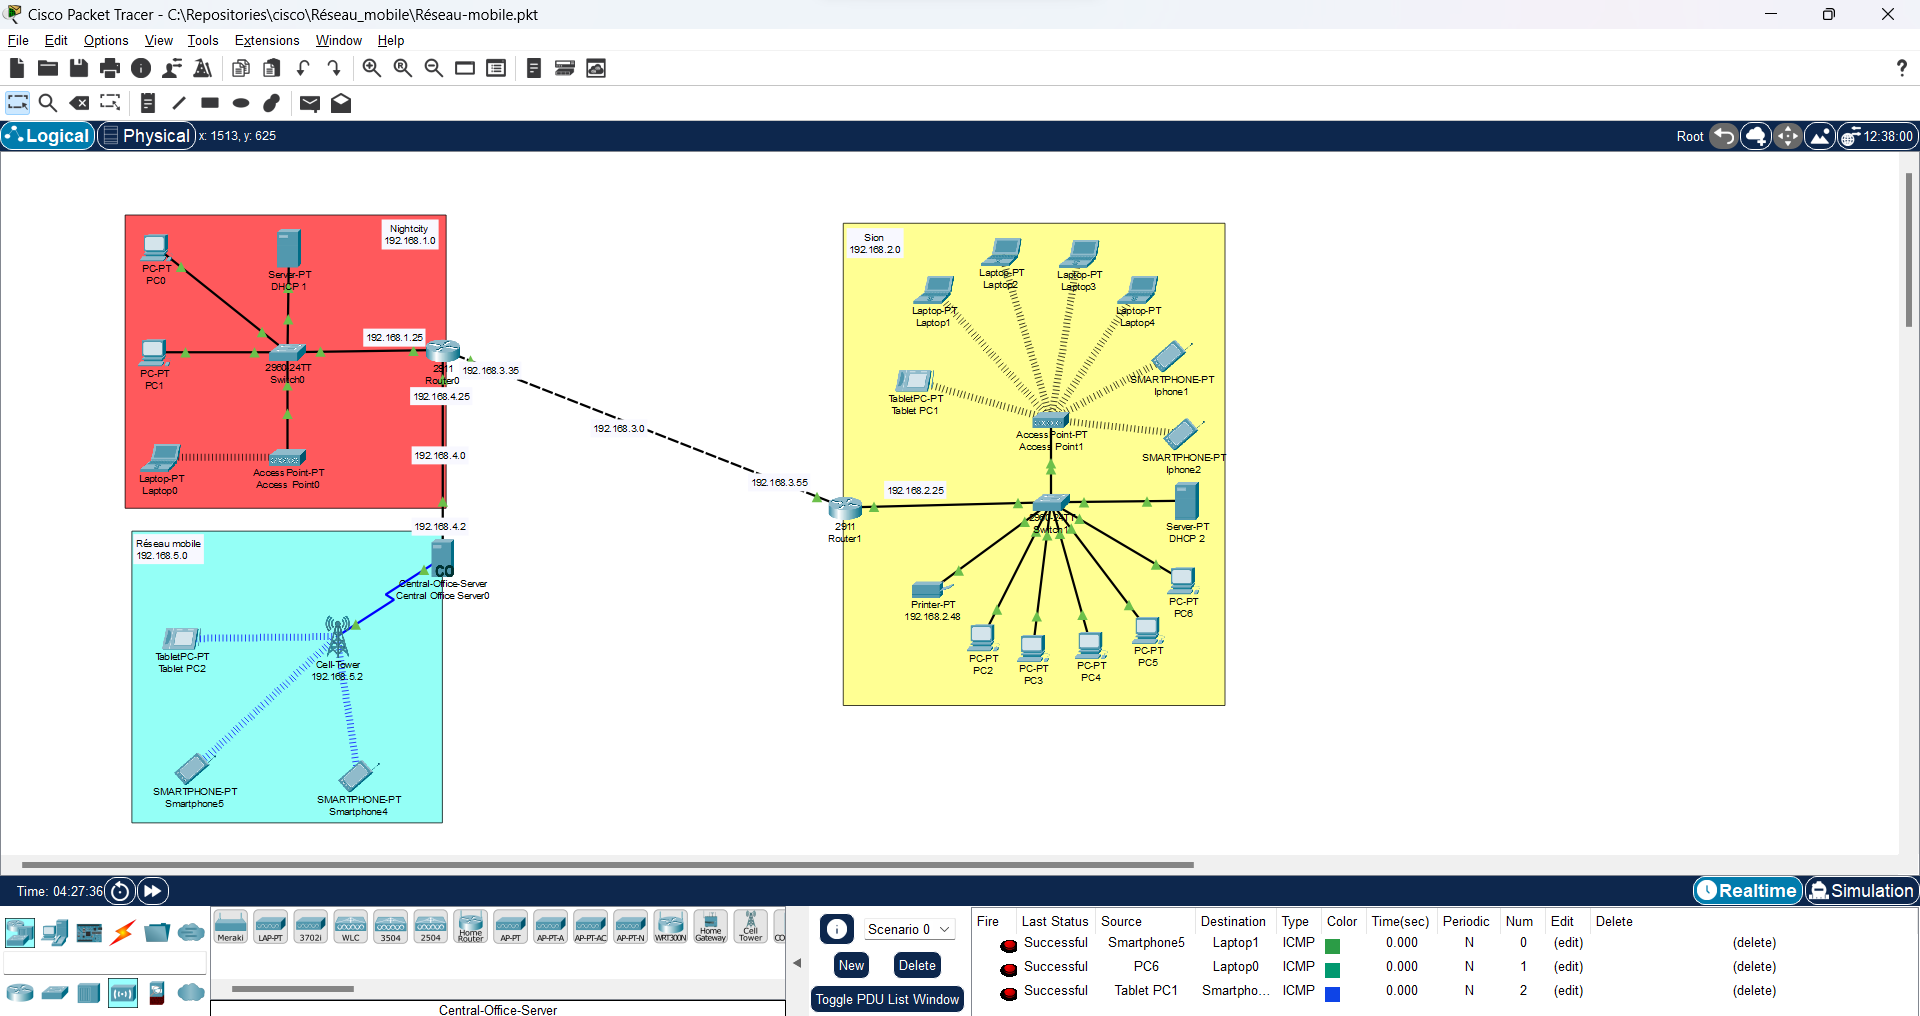 Cisco Packet Tracer - C:\Repositories\cisco\Réseau_mobile\Réseau-mobile.pkt
File Edit Options View Tools Extensions Window Help
?
Logical Physical x: 1513, y: 625
Root 12:38:00
Nightcity
192.168.1.0
PC-PT
PC0
Server-PT
DHCP 1
192.168.1.25
PC-PT
PC1
2960-24TT
Switch0
2911
Router0
192.168.3.35
192.168.4.25
192.168.3.0
192.168.4.0
Laptop-PT
Laptop0
Access Point-PT
Access Point0
192.168.3.55
192.168.4.2
Réseau mobile
192.168.5.0
CO
Central-Office-Server
Central Office Server0
TabletPC-PT
Tablet PC2
Cell-Tower
192.168.5.2
SMARTPHONE-PT
Smartphone5
SMARTPHONE-PT
Smartphone4
Sion
192.168.2.0
Laptop-PT
Laptop2
Laptop-PT
Laptop3
Laptop-PT
Laptop1
Laptop-PT
Laptop4
SMARTPHONE-PT
Iphone1
TabletPC-PT
Tablet PC1
Access Point-PT
Access Point1
SMARTPHONE-PT
Iphone2
192.168.2.25
2911
Router1
2960-24TT
Switch1
Server-PT
DHCP 2
Printer-PT
192.168.2.48
PC-PT
PC6
PC-PT
PC2
PC-PT
PC3
PC-PT
PC4
PC-PT
PC5
Time: 04:27:36
Realtime Simulation
Meraki LAP-PT 3702i WLC 3504 2504 Home Router AP-PT AP-PT-A AP-PT-AC AP-PT-N WRT300N Home Gateway Cell Tower CO
Central-Office-Server
Scenario 0
New Delete
Toggle PDU List Window
Fire Last Status Source Destination Type Color Time(sec) Periodic Num Edit Delete
Successful Smartphone5 Laptop1 ICMP 0.000 N 0 (edit) (delete)
Successful PC6 Laptop0 ICMP 0.000 N 1 (edit) (delete)
Successful Tablet PC1 Smartpho... ICMP 0.000 N 2 (edit) (delete)